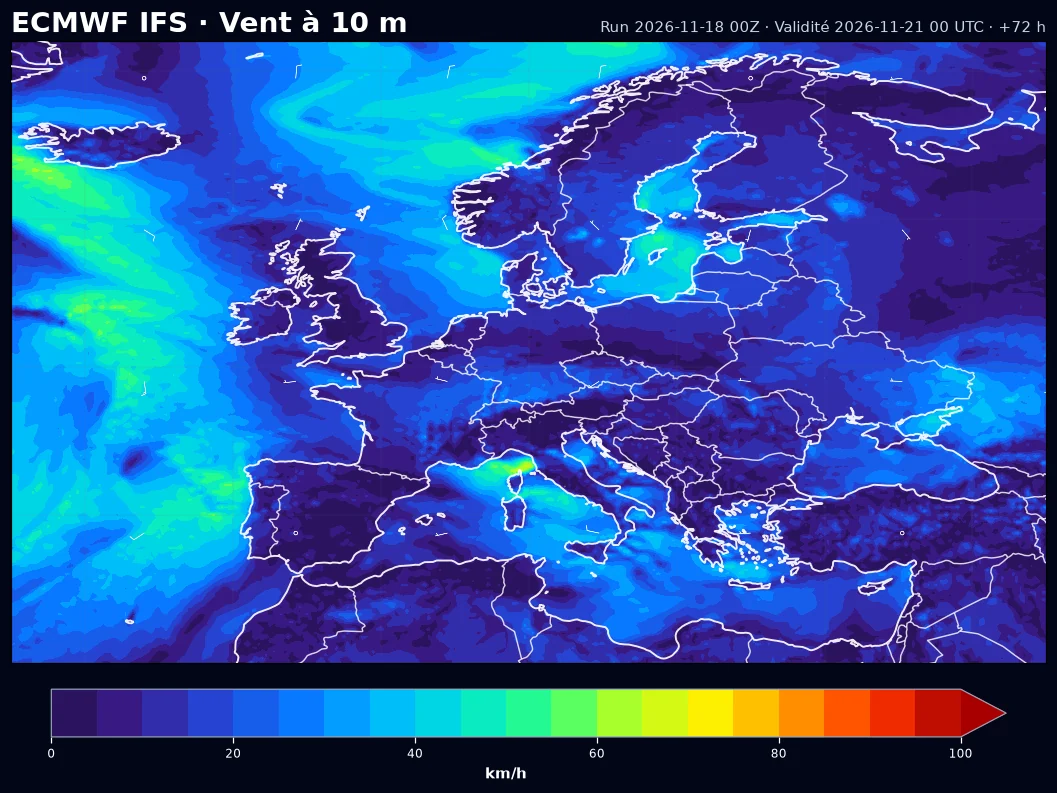 ECMWF IFS · Vent à 10 m
Run 2026-11-18 00Z · Validité 2026-11-21 00 UTC · +72 h
0 20 40 60 80 100
km/h